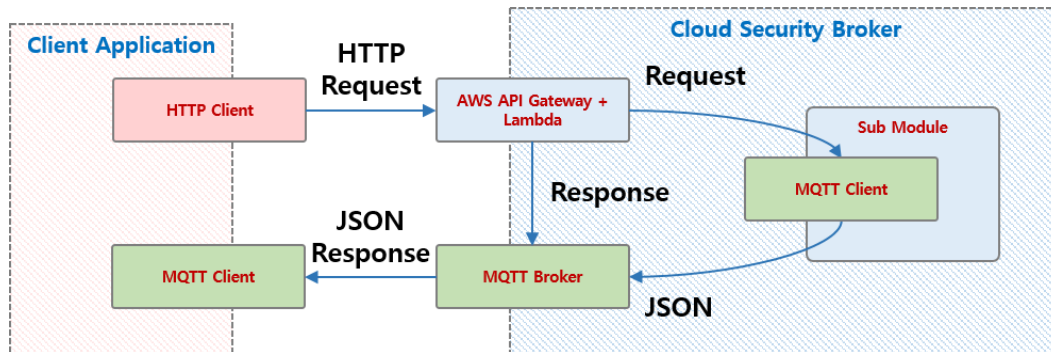 Client Application
Cloud Security Broker
HTTP
Request
Request
HTTP Client
AWS API Gateway +
Lambda
Sub Module
MQTT Client
Response
JSON
Response
MQTT Client
MQTT Broker
JSON